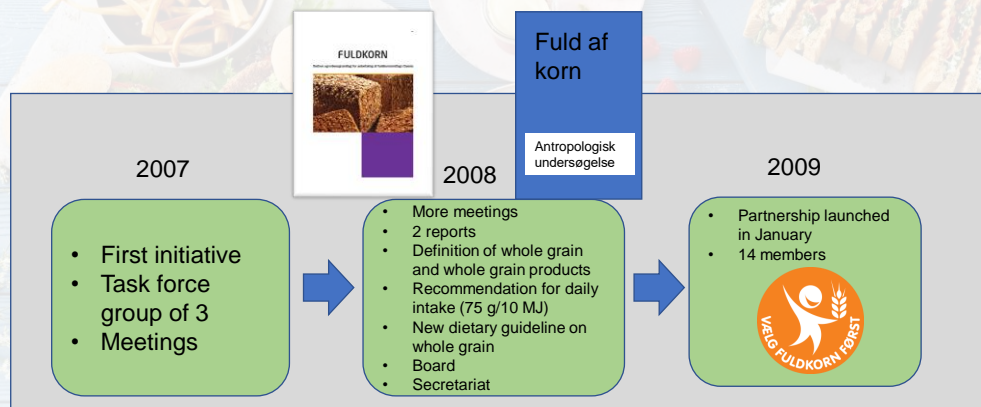 FULDKORN
Fuld af
korn
Antropologisk
undersøgelse
2007
2008
2009
• First initiative
• Task force
group of 3
• Meetings
• More meetings
• 2 reports
• Definition of whole grain
and whole grain products
• Recommendation for daily
intake (75 g/10 MJ)
• New dietary guideline on
whole grain
• Board
• Secretariat
• Partnership launched
in January
• 14 members
VÆLG FULDKORN FØRST